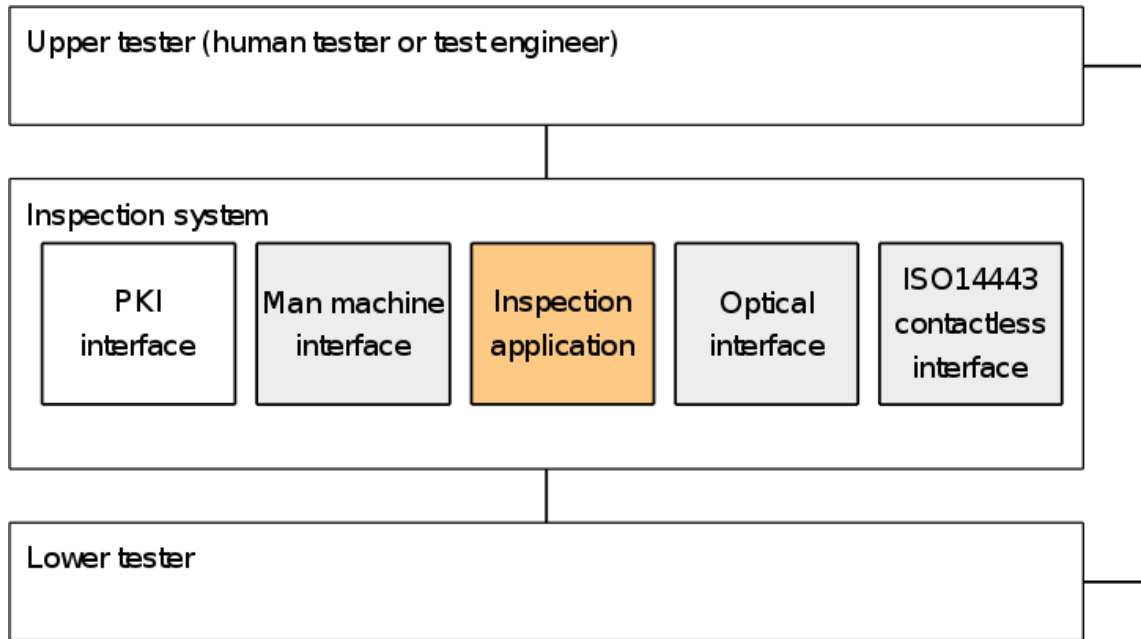 Upper tester (human tester or test engineer)
Inspection system
PKI
interface
Man machine
interface
Inspection
application
Optical
interface
ISO14443
contactless
interface
Lower tester